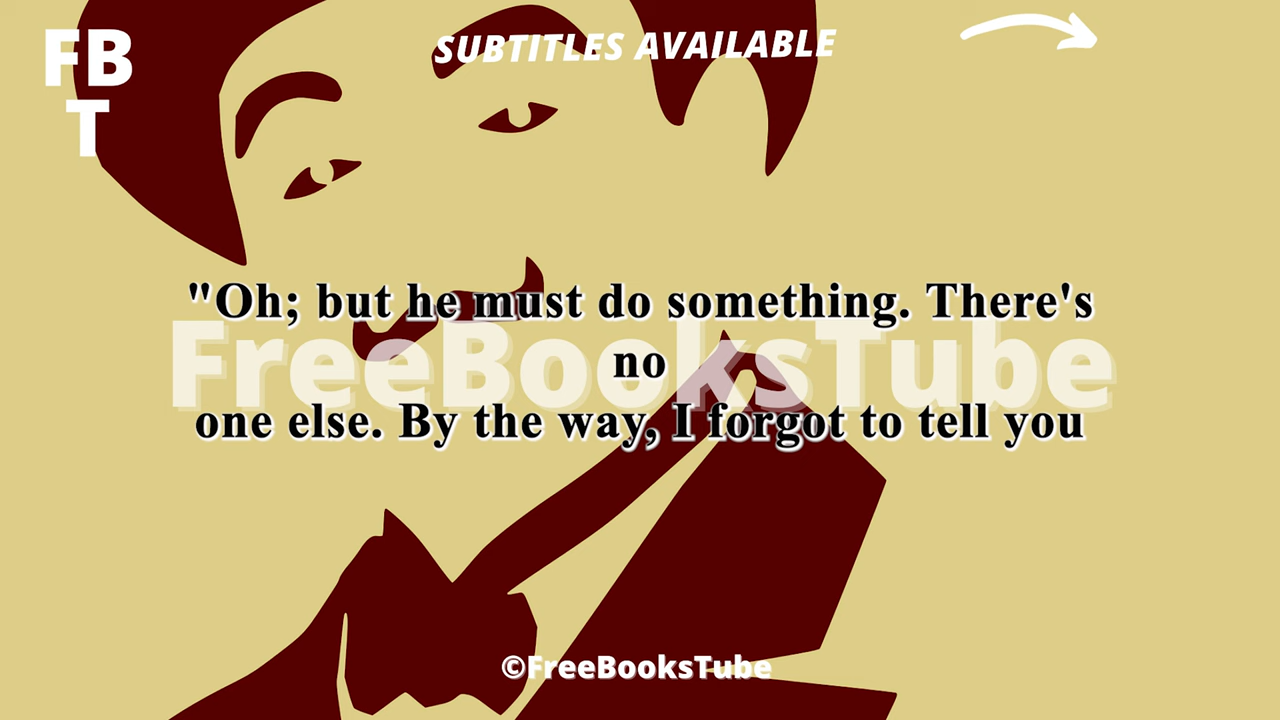 FB
T
SUBTITLES AVAILABLE
"Oh; but he must do something. There's
no
one else. By the way, I forgot to tell you
FreeBooksTube
©FreeBooksTube